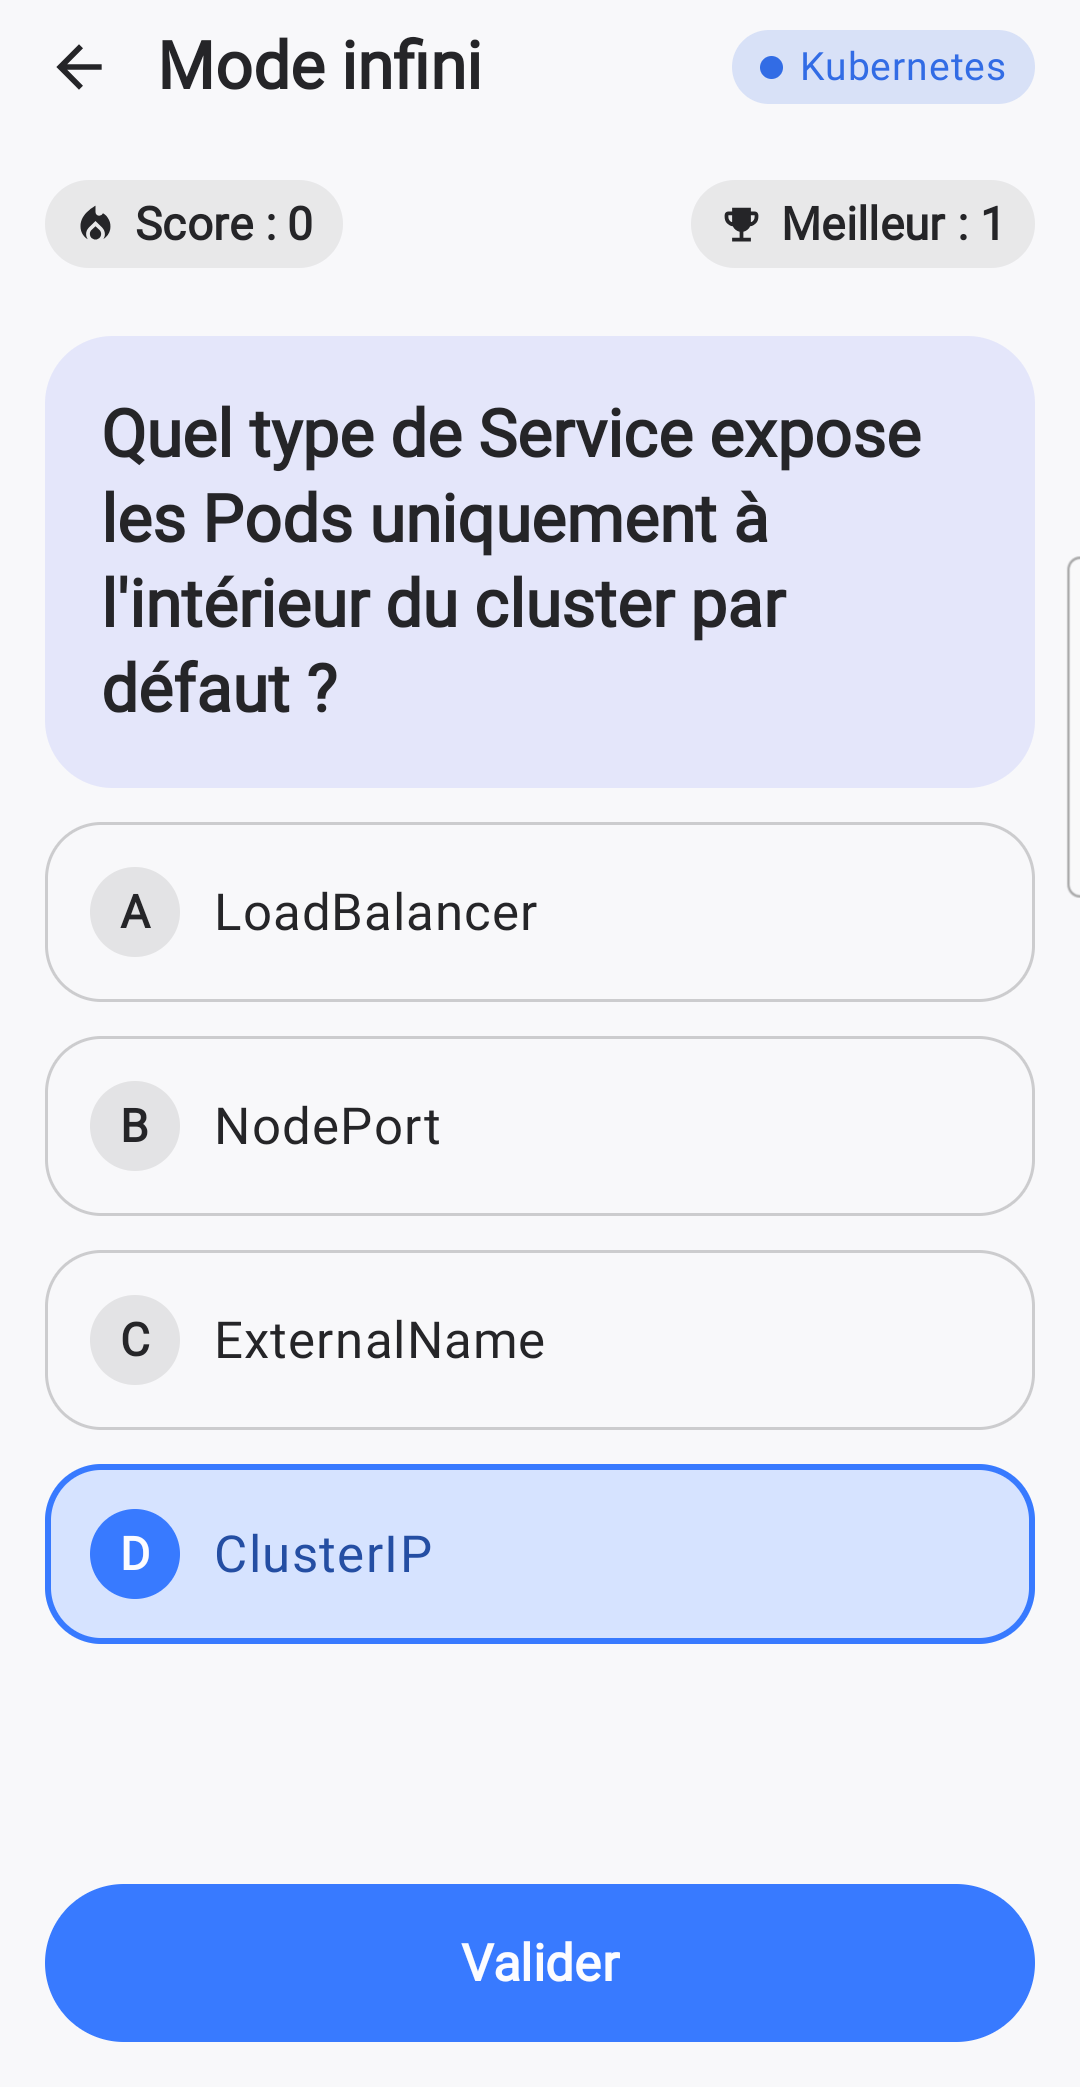 Mode infini
Kubernetes
Score : 0
Meilleur : 1
Quel type de Service expose
les Pods uniquement à
l'intérieur du cluster par
défaut ?
A LoadBalancer
B NodePort
C ExternalName
D ClusterIP
Valider